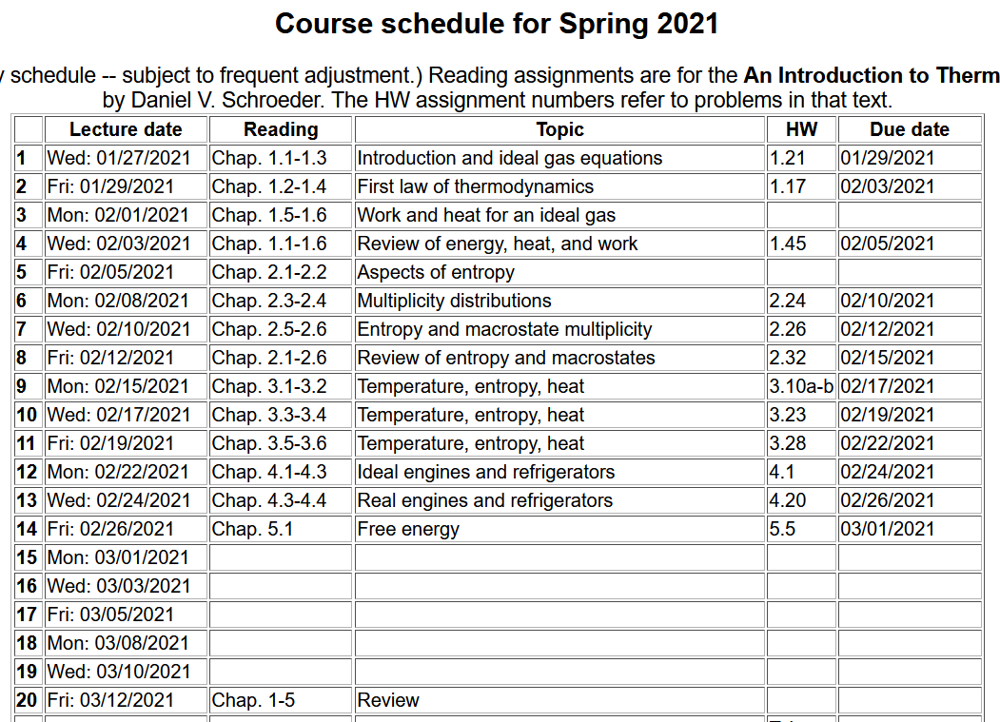 Course schedule for Spring 2021
schedule -- subject to frequent adjustment.) Reading assignments are for the An Introduction to Therm
by Daniel V. Schroeder. The HW assignment numbers refer to problems in that text.
Lecture date Reading Topic HW Due date
1 Wed: 01/27/2021 Chap. 1.1-1.3 Introduction and ideal gas equations 1.21 01/29/2021
2 Fri: 01/29/2021 Chap. 1.2-1.4 First law of thermodynamics 1.17 02/03/2021
3 Mon: 02/01/2021 Chap. 1.5-1.6 Work and heat for an ideal gas
4 Wed: 02/03/2021 Chap. 1.1-1.6 Review of energy, heat, and work 1.45 02/05/2021
5 Fri: 02/05/2021 Chap. 2.1-2.2 Aspects of entropy
6 Mon: 02/08/2021 Chap. 2.3-2.4 Multiplicity distributions 2.24 02/10/2021
7 Wed: 02/10/2021 Chap. 2.5-2.6 Entropy and macrostate multiplicity 2.26 02/12/2021
8 Fri: 02/12/2021 Chap. 2.1-2.6 Review of entropy and macrostates 2.32 02/15/2021
9 Mon: 02/15/2021 Chap. 3.1-3.2 Temperature, entropy, heat 3.10a-b 02/17/2021
10 Wed: 02/17/2021 Chap. 3.3-3.4 Temperature, entropy, heat 3.23 02/19/2021
11 Fri: 02/19/2021 Chap. 3.5-3.6 Temperature, entropy, heat 3.28 02/22/2021
12 Mon: 02/22/2021 Chap. 4.1-4.3 Ideal engines and refrigerators 4.1 02/24/2021
13 Wed: 02/24/2021 Chap. 4.3-4.4 Real engines and refrigerators 4.20 02/26/2021
14 Fri: 02/26/2021 Chap. 5.1 Free energy 5.5 03/01/2021
15 Mon: 03/01/2021
16 Wed: 03/03/2021
17 Fri: 03/05/2021
18 Mon: 03/08/2021
19 Wed: 03/10/2021
20 Fri: 03/12/2021 Chap. 1-5 Review